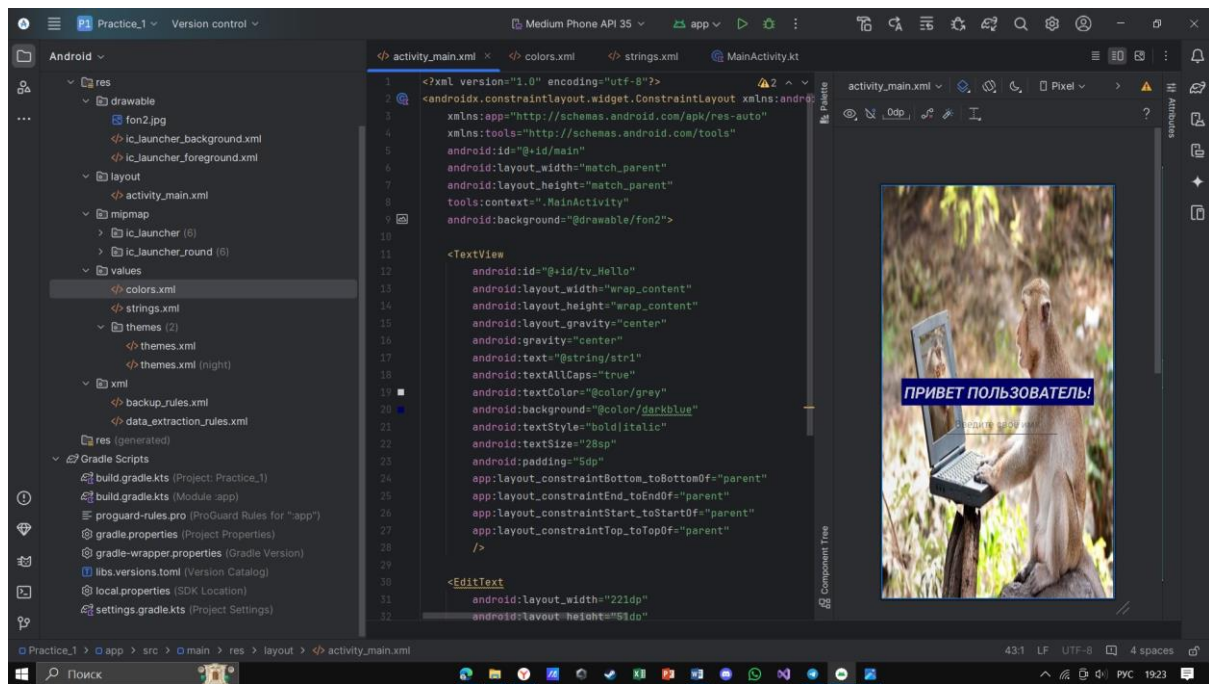 P1 Practice_1 Version control Medium Phone API 35 app
Android
activity_main.xml colors.xml strings.xml MainActivity.kt
res
drawable
fon2.jpg
ic_launcher_background.xml
ic_launcher_foreground.xml
layout
activity_main.xml
mipmap
ic_launcher (6)
ic_launcher_round (6)
values
colors.xml
strings.xml
themes (2)
themes.xml
themes.xml (night)
xml
backup_rules.xml
data_extraction_rules.xml
res (generated)
Gradle Scripts
build.gradle.kts (Project: Practice_1)
build.gradle.kts (Module :app)
proguard-rules.pro (ProGuard Rules for ":app")
gradle.properties (Project Properties)
gradle-wrapper.properties (Gradle Version)
libs.versions.toml (Version Catalog)
local.properties (SDK Location)
settings.gradle.kts (Project Settings)
1 <?xml version="1.0" encoding="utf-8"?> 2
2 <androidx.constraintlayout.widget.ConstraintLayout xmlns:andro
3 xmlns:app="http://schemas.android.com/apk/res-auto"
4 xmlns:tools="http://schemas.android.com/tools"
5 android:id="@+id/main"
6 android:layout_width="match_parent"
7 android:layout_height="match_parent"
8 tools:context=".MainActivity"
9 android:background="@drawable/fon2">
10
11 <TextView
12 android:id="@+id/tv_Hello"
13 android:layout_width="wrap_content"
14 android:layout_height="wrap_content"
15 android:layout_gravity="center"
16 android:gravity="center"
17 android:text="@string/str1"
18 android:textAllCaps="true"
19 android:textColor="@color/grey"
20 android:background="@color/darkblue"
21 android:textStyle="bold|italic"
22 android:textSize="28sp"
23 android:padding="5dp"
24 app:layout_constraintBottom_toBottomOf="parent"
25 app:layout_constraintEnd_toEndOf="parent"
26 app:layout_constraintStart_toStartOf="parent"
27 app:layout_constraintTop_toTopOf="parent"
28 />
29
30 <EditText
31 android:layout_width="221dp"
32 android:layout_height="51dp"
Palette
Component Tree
activity_main.xml Pixel
0dp
Attributes
ПРИВЕТ ПОЛЬЗОВАТЕЛЬ!
Введите своё имя
Practice_1 > app > src > main > res > layout > activity_main.xml
43:1 LF UTF-8 4 spaces
Поиск
РУС 19:23